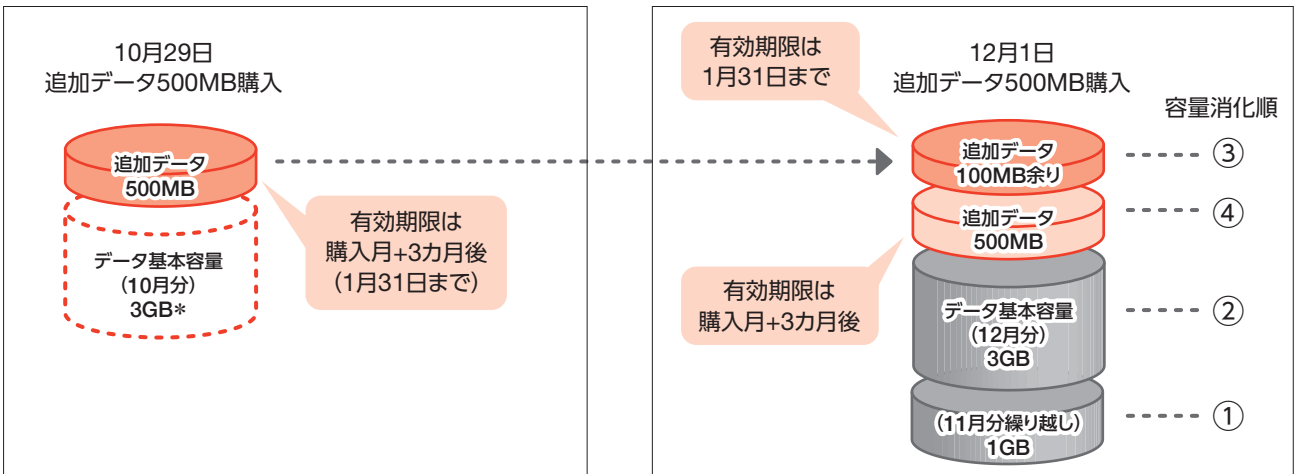 10月29日
追加データ500MB購入
追加データ
500MB
データ基本容量
(10月分)
3GB*
有効期限は
購入月+3カ月後
(1月31日まで)
有効期限は
1月31日まで
12月1日
追加データ500MB購入
容量消化順
追加データ
100MB余り
③
追加データ
500MB
④
有効期限は
購入月+3カ月後
データ基本容量
(12月分)
3GB
②
(11月分繰り越し)
1GB
①